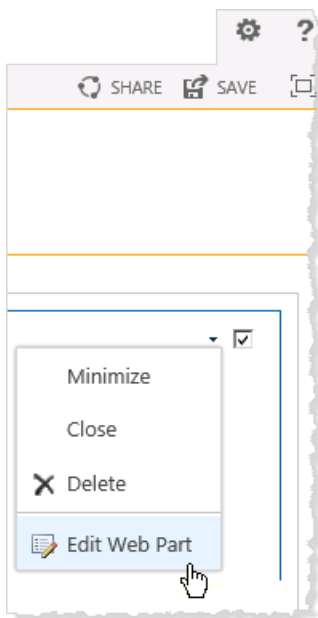 ?
SHARE SAVE
Minimize
Close
Delete
Edit Web Part